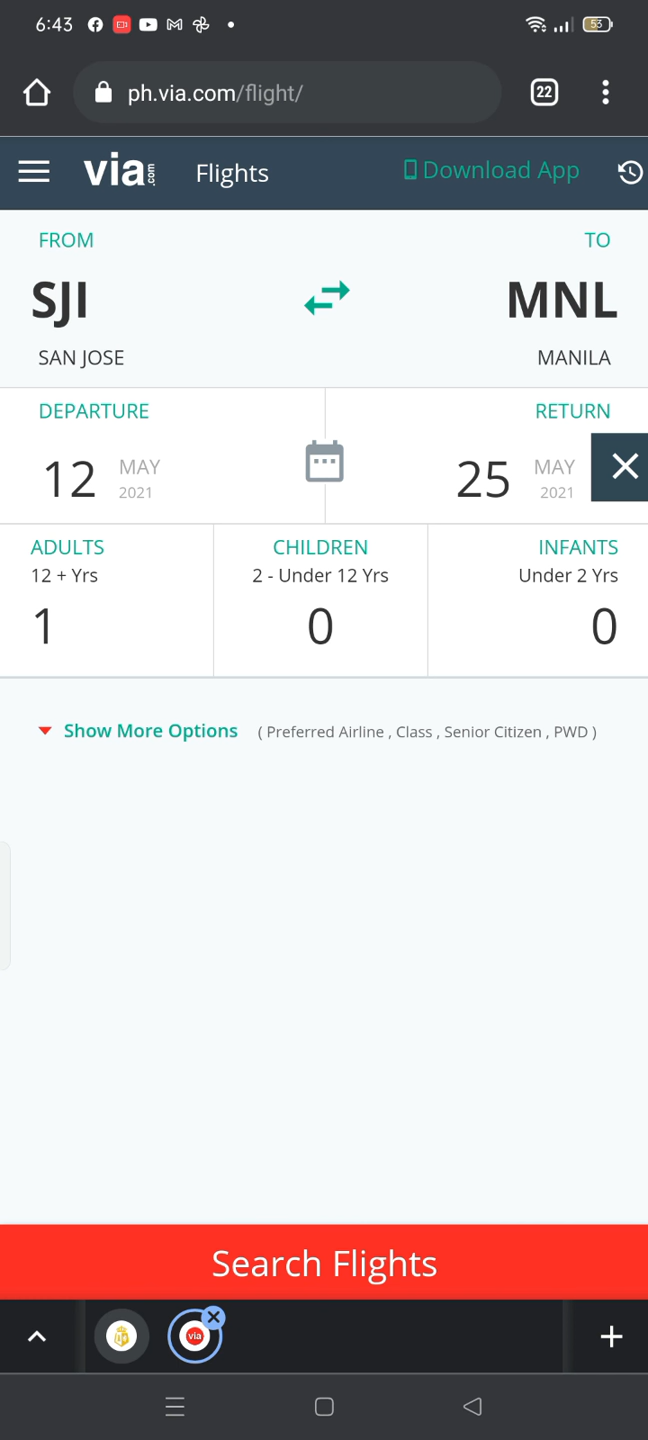 6:43
53
ph.via.com/flight/
22
via.com
Flights
Download App
FROM
TO
SJI
MNL
SAN JOSE
MANILA
DEPARTURE
RETURN
12 MAY 2021
25 MAY 2021
ADULTS
CHILDREN
INFANTS
12 + Yrs
2 - Under 12 Yrs
Under 2 Yrs
1
0
0
Show More Options ( Preferred Airline , Class , Senior Citizen , PWD )
Search Flights
via